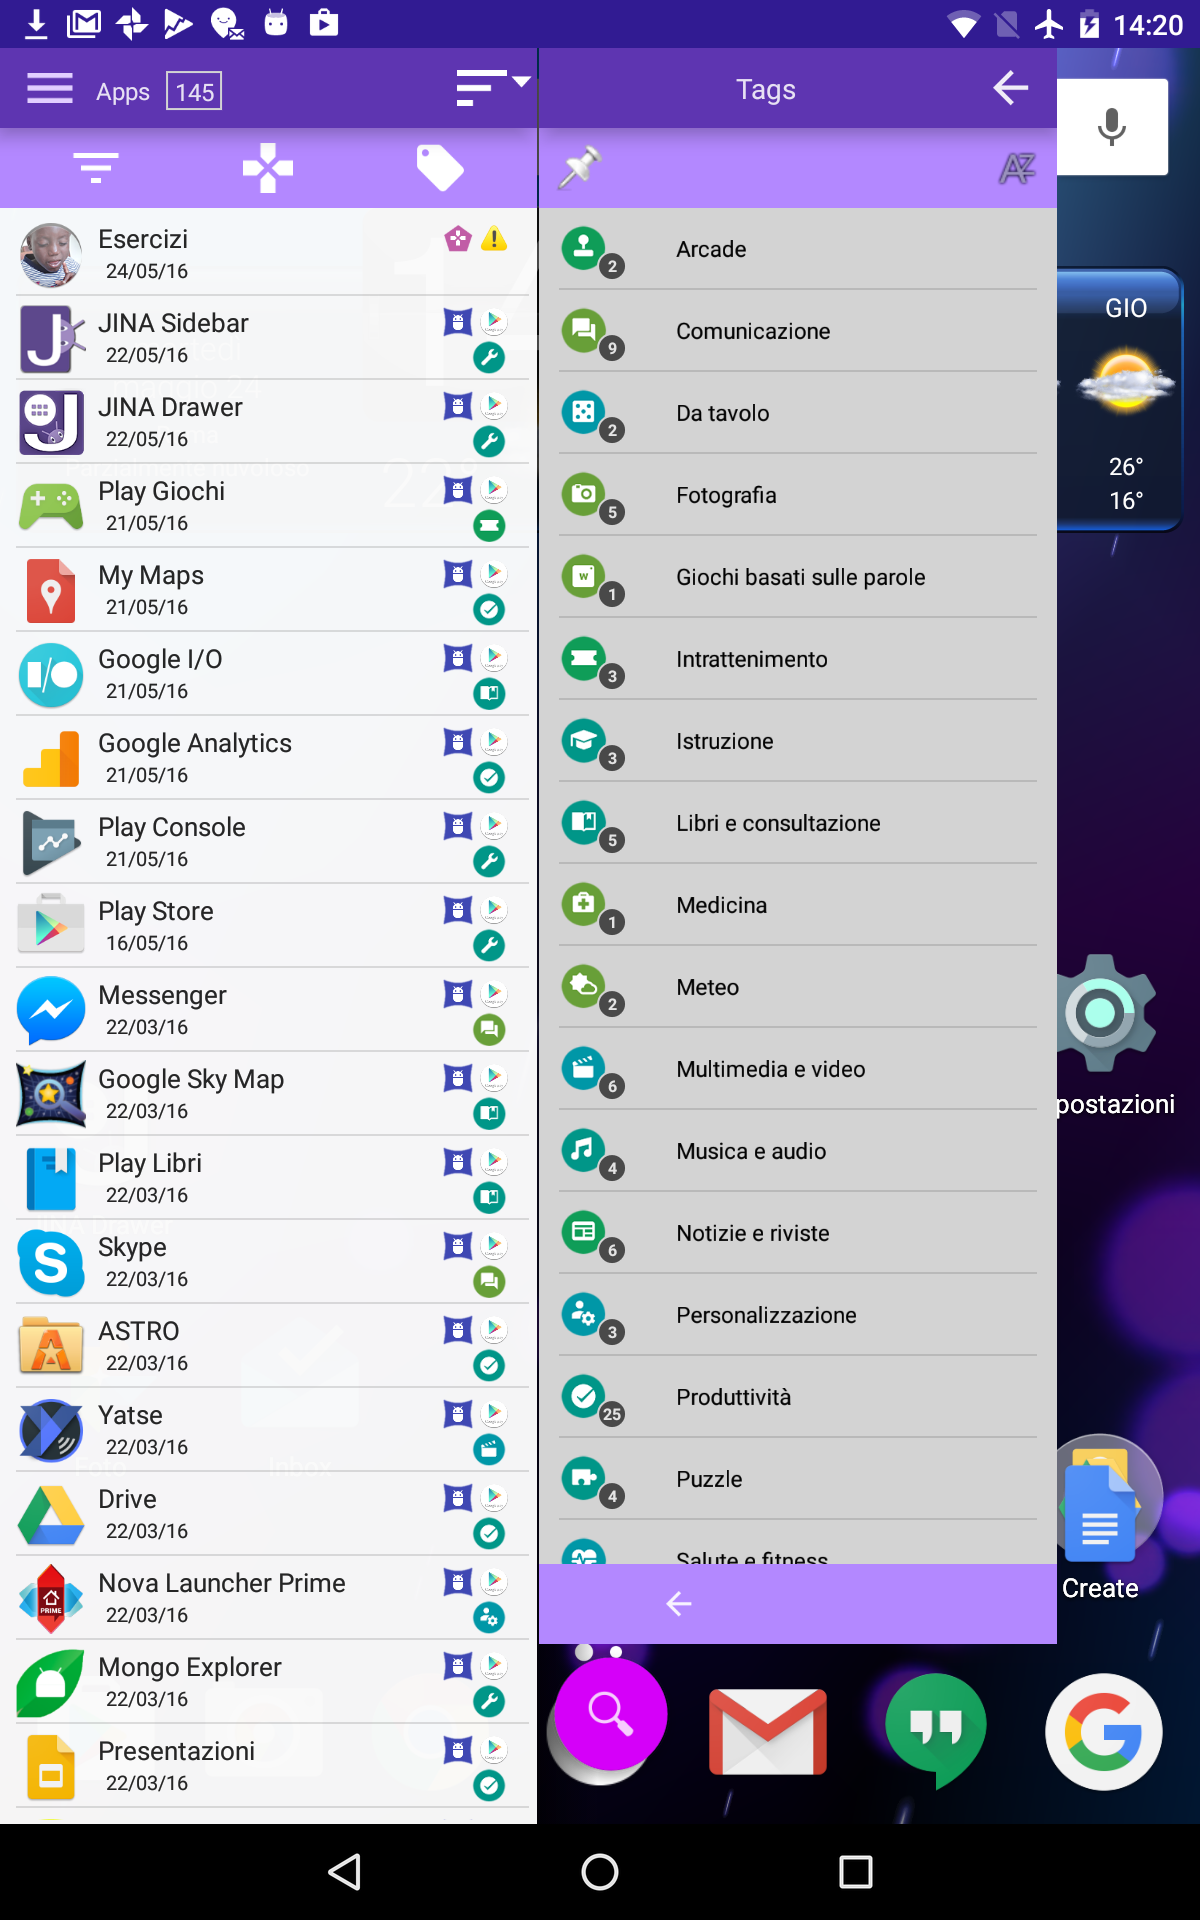 14:20
Apps 145
Esercizi
24/05/16
JINA Sidebar
22/05/16
JINA Drawer
22/05/16
Play Giochi
21/05/16
My Maps
21/05/16
Google I/O
21/05/16
Google Analytics
21/05/16
Play Console
21/05/16
Play Store
16/05/16
Messenger
22/03/16
Google Sky Map
22/03/16
Play Libri
22/03/16
Skype
22/03/16
ASTRO
22/03/16
Yatse
22/03/16
Drive
22/03/16
PRIME
Nova Launcher Prime
22/03/16
Mongo Explorer
22/03/16
Presentazioni
22/03/16
Tags
AZ
Arcade
2
Comunicazione
9
Da tavolo
2
Fotografia
5
W
Giochi basati sulle parole
1
Intrattenimento
3
Istruzione
3
Libri e consultazione
5
Medicina
1
Meteo
2
Multimedia e video
6
Musica e audio
4
Notizie e riviste
6
Personalizzazione
3
Produttività
25
Puzzle
4
Salute e fitness
GIO
26°
16°
postazioni
Create